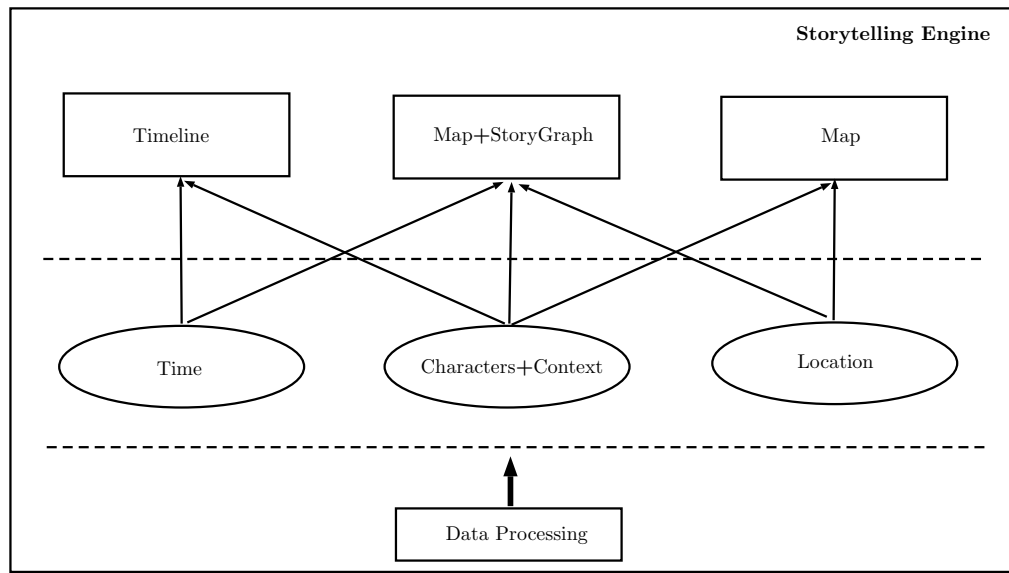 Storytelling Engine
Timeline
Map+StoryGraph
Map
Time
Characters+Context
Location
Data Processing